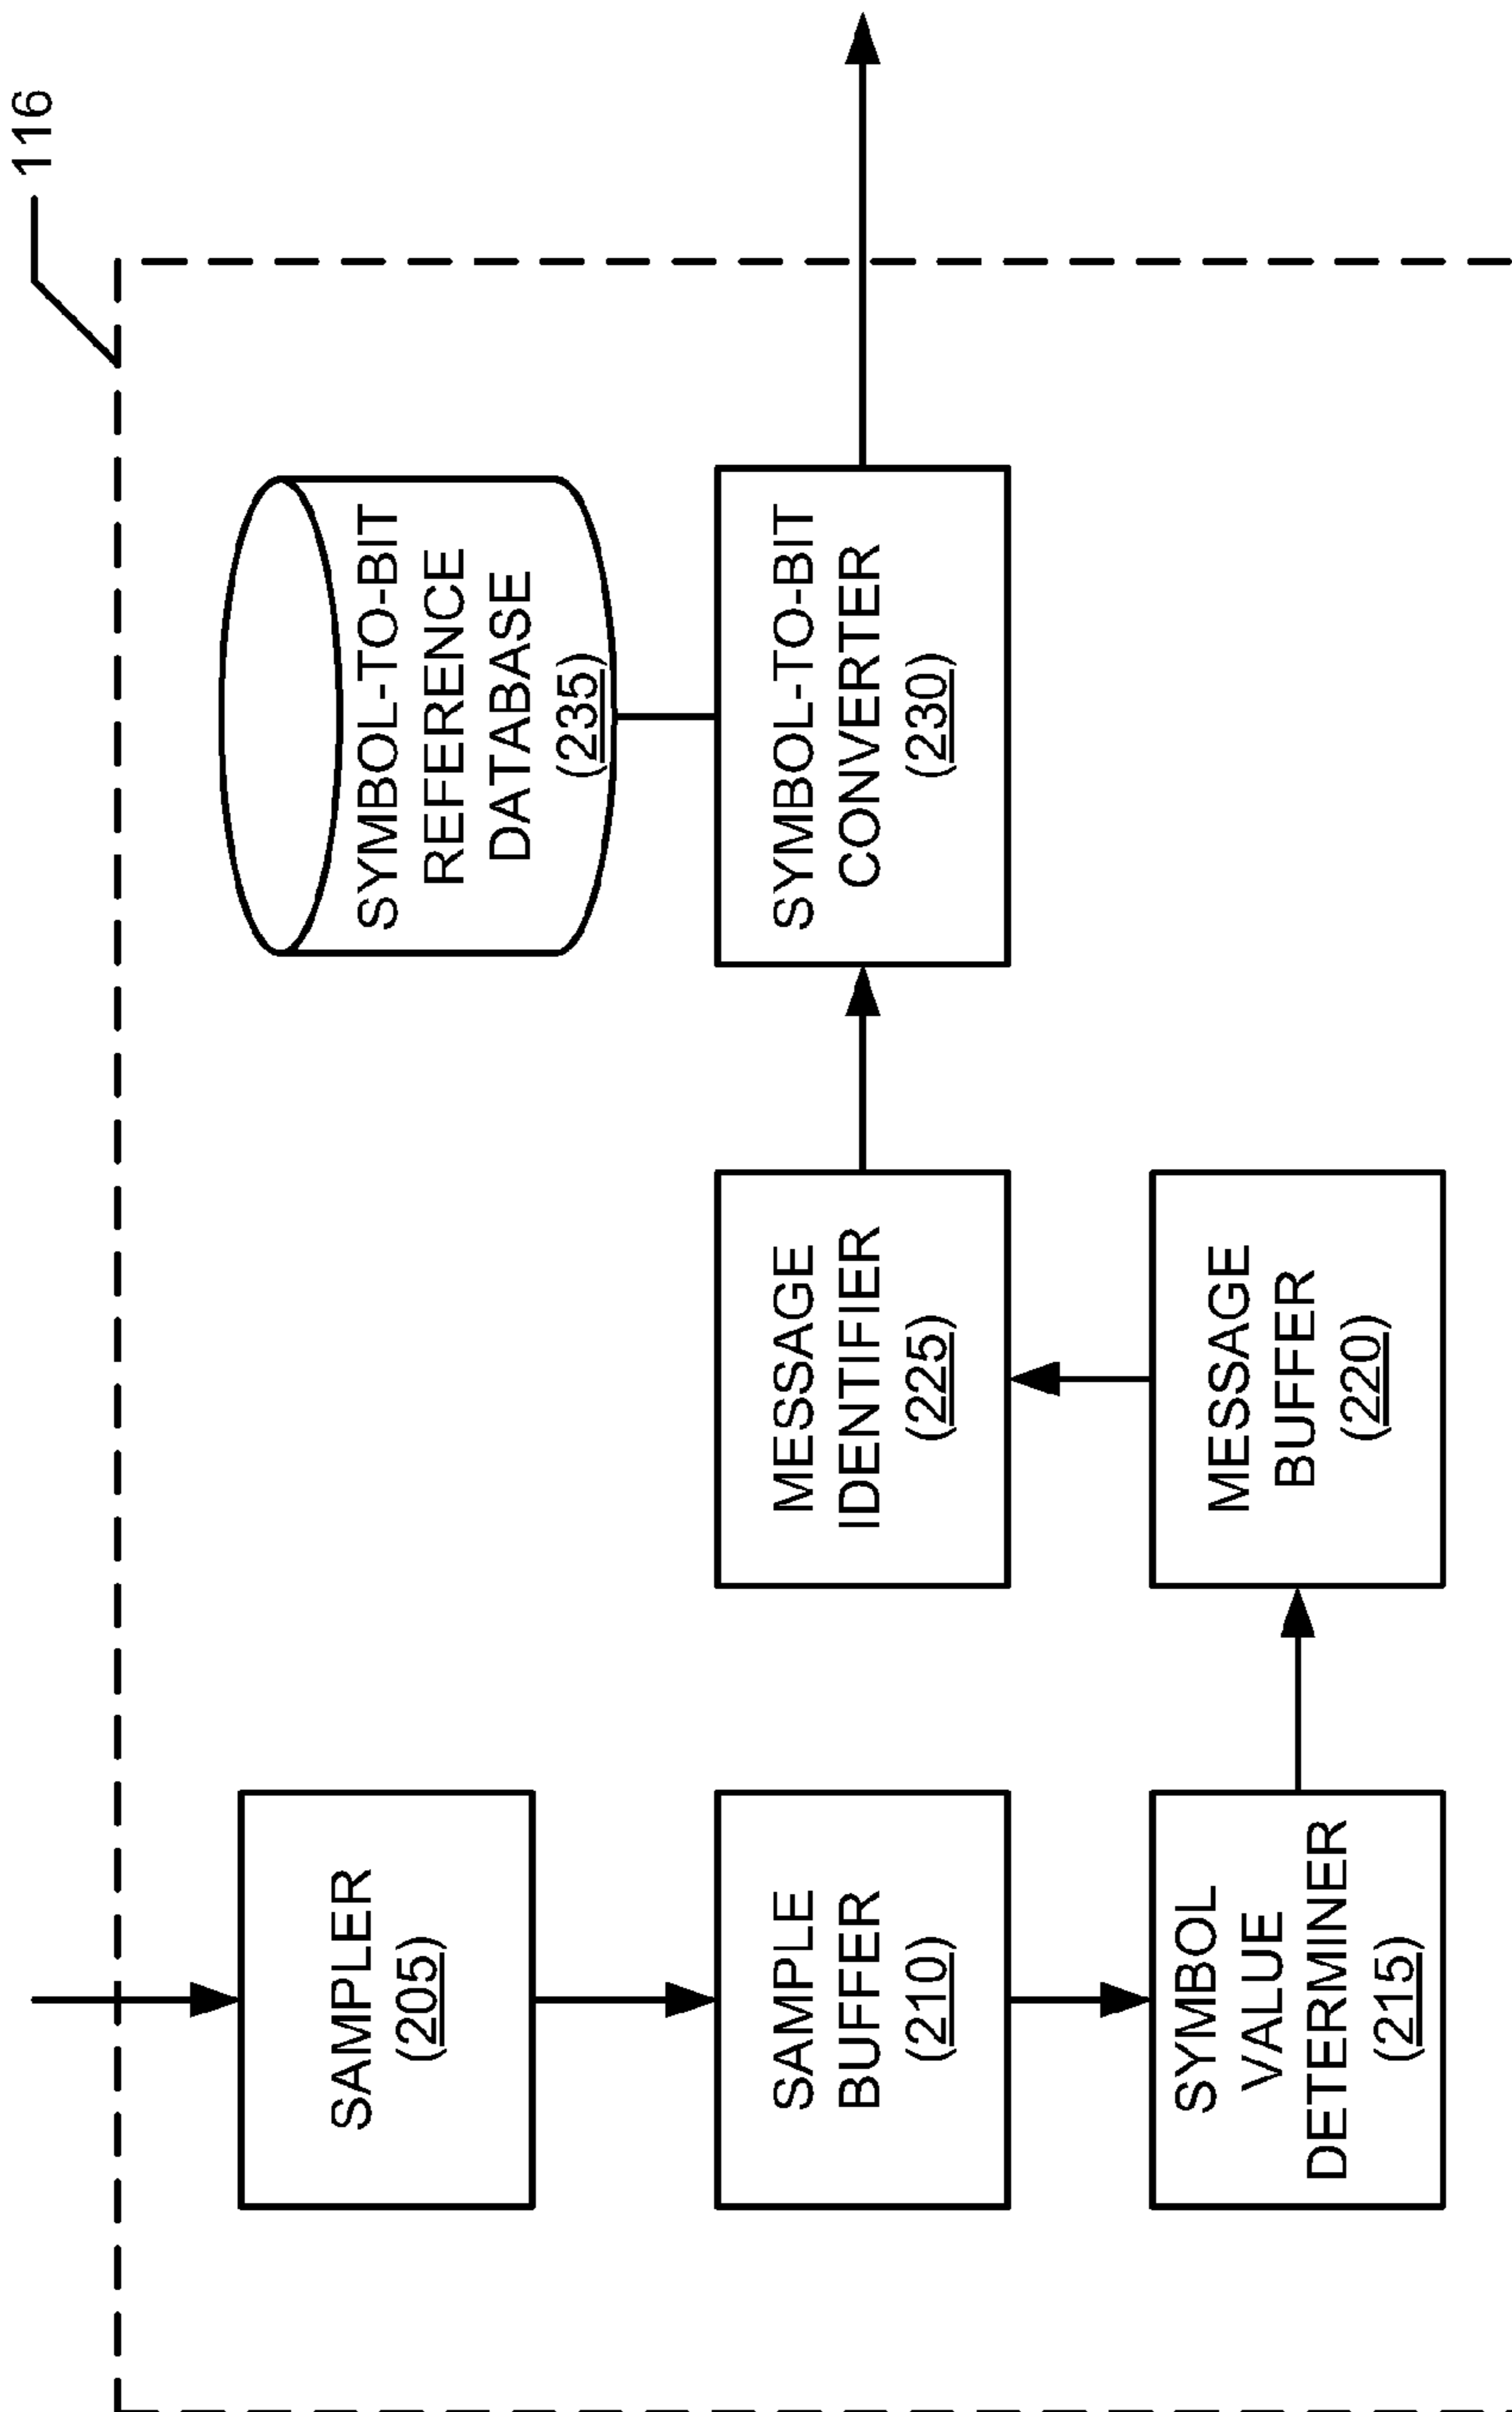 116
SAMPLER
(205)
SAMPLE
BUFFER
(210)
SYMBOL
VALUE
DETERMINER
(215)
MESSAGE
BUFFER
(220)
MESSAGE
IDENTIFIER
(225)
SYMBOL-TO-BIT
CONVERTER
(230)
SYMBOL-TO-BIT
REFERENCE
DATABASE
(235)